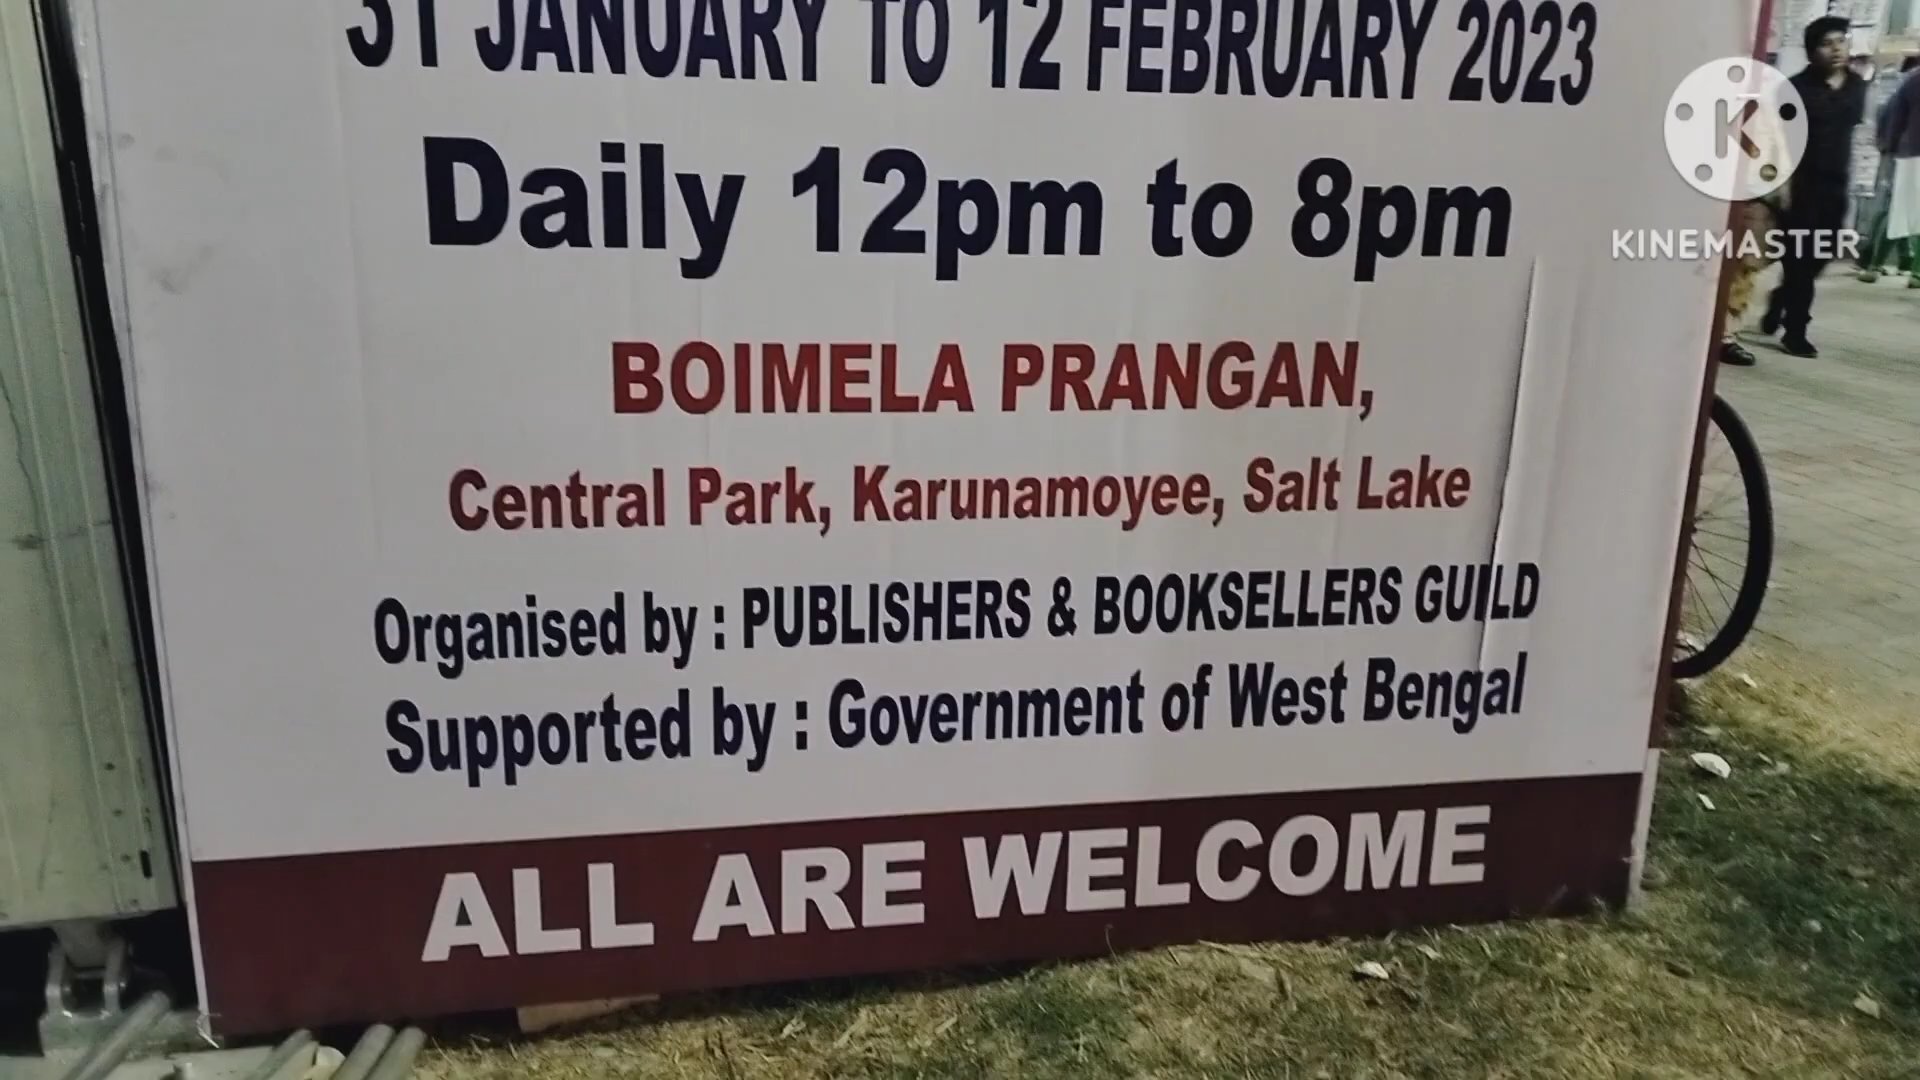 31 JANUARY TO 12 FEBRUARY 2023
Daily 12pm to 8pm
BOIMELA PRANGAN,
Central Park, Karunamoyee, Salt Lake
Organised by : PUBLISHERS & BOOKSELLERS GUILD
Supported by : Government of West Bengal
ALL ARE WELCOME
K
KINEMASTER